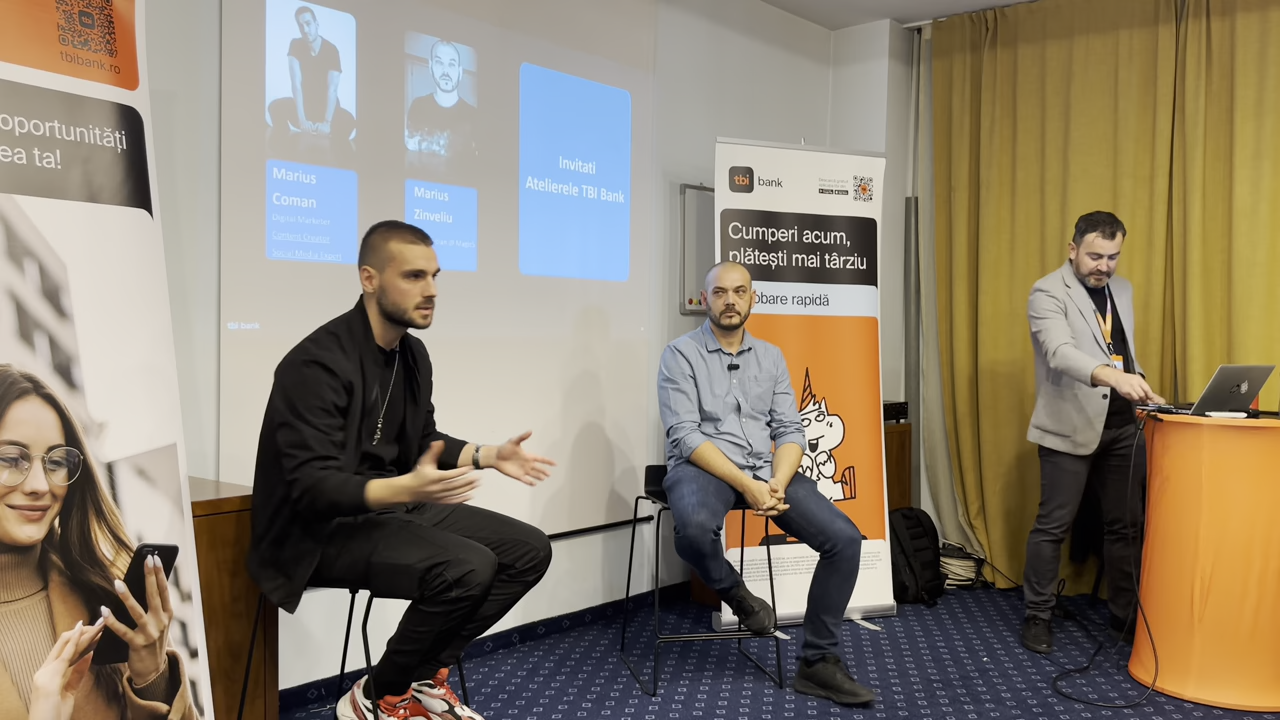 tbi
tbibank.ro
oportunități
ea ta!
Marius
Coman
Digital Marketer
Content Creator
Social Media Expert
Marius
Zinveliu
Invitati
Atelierele TBI Bank
tbi bank
tbi bank
Cumperi acum,
plătești mai târziu
obare rapidă